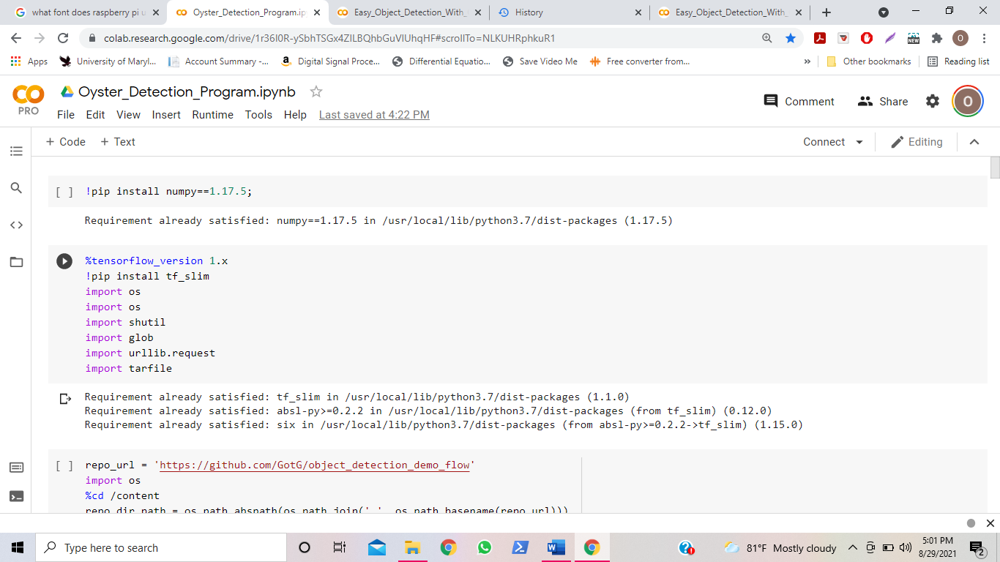 what font does raspberry pi u
Oyster_Detection_Program.ip
Easy_Object_Detection_With_
History
Easy_Object_Detection_With_
colab.research.google.com/drive/1r36I0R-ySbhTSGx4ZILBQhbGuVIUhqHF#scrollTo=NLKUHRphkuR1
NEW
O
Apps
University of Maryl...
Account Summary -...
Digital Signal Proce...
Differential Equatio...
Save Video Me
Free converter from...
»
Other bookmarks
Reading list
PRO
Oyster_Detection_Program.ipynb
Comment
Share
O
File Edit View Insert Runtime Tools Help Last saved at 4:22 PM
+ Code + Text
Connect
Editing
[ ] !pip install numpy==1.17.5;
Requirement already satisfied: numpy==1.17.5 in /usr/local/lib/python3.7/dist-packages (1.17.5)
%tensorflow_version 1.x
!pip install tf_slim
import os
import os
import shutil
import glob
import urllib.request
import tarfile
Requirement already satisfied: tf_slim in /usr/local/lib/python3.7/dist-packages (1.1.0)
Requirement already satisfied: absl-py>=0.2.2 in /usr/local/lib/python3.7/dist-packages (from tf_slim) (0.12.0)
Requirement already satisfied: six in /usr/local/lib/python3.7/dist-packages (from absl-py>=0.2.2->tf_slim) (1.15.0)
[ ] repo_url = 'https://github.com/GotG/object_detection_demo_flow'
import os
%cd /content
repo_dir_path = os.path.abspath(os.path.join('.', os.path.basename(repo_url)))
Type here to search
81°F Mostly cloudy
5:01 PM
8/29/2021
2